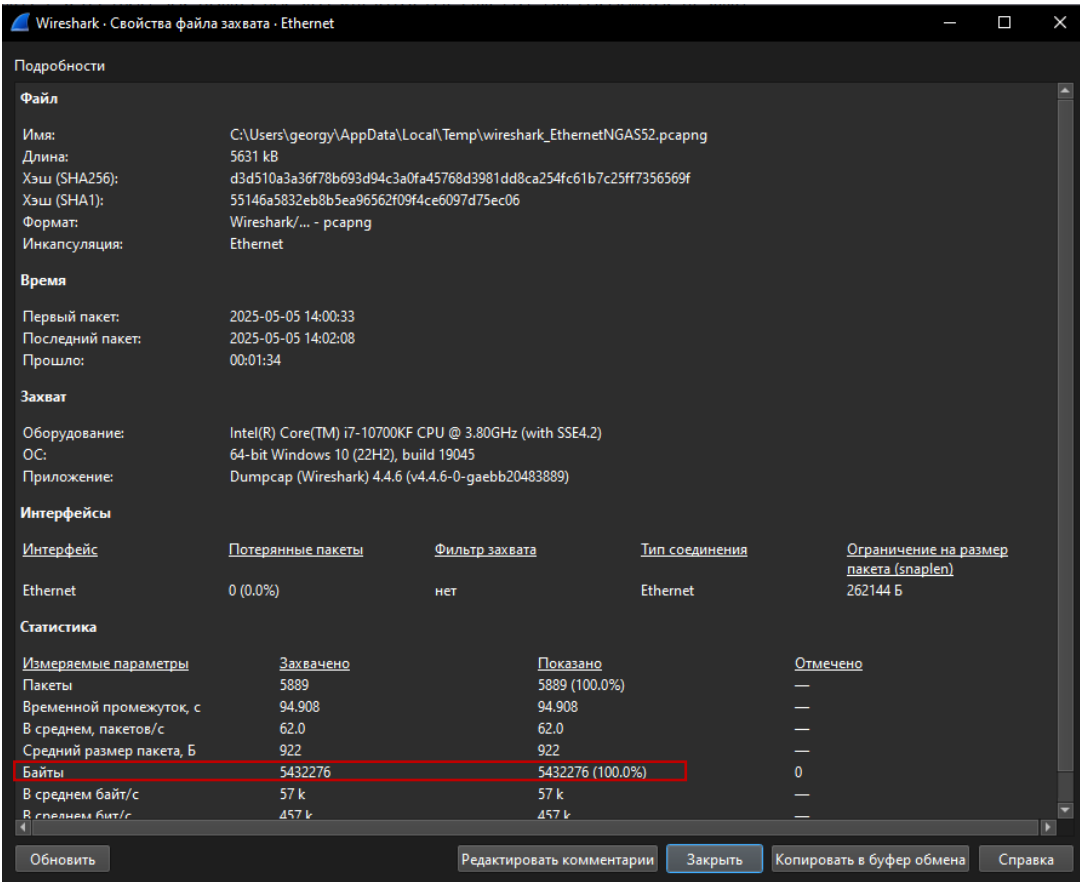 Wireshark · Свойства файла захвата · Ethernet
Подробности
Файл
Имя: C:\Users\georgy\AppData\Local\Temp\wireshark_EthernetNGAS52.pcapng
Длина: 5631 kB
Хэш (SHA256): d3d510a3a36f78b693d94c3a0fa45768d3981dd8ca254fc61b7c25ff7356569f
Хэш (SHA1): 55146a5832eb8b5ea96562f09f4ce6097d75ec06
Формат: Wireshark/... - pcapng
Инкапсуляция: Ethernet
Время
Первый пакет: 2025-05-05 14:00:33
Последний пакет: 2025-05-05 14:02:08
Прошло: 00:01:34
Захват
Оборудование: Intel(R) Core(TM) i7-10700KF CPU @ 3.80GHz (with SSE4.2)
ОС: 64-bit Windows 10 (22H2), build 19045
Приложение: Dumpcap (Wireshark) 4.4.6 (v4.4.6-0-gaebb20483889)
Интерфейсы
Интерфейс Потерянные пакеты Фильтр захвата Тип соединения Ограничение на размер
пакета (snaplen)
Ethernet 0 (0.0%) нет Ethernet 262144 Б
Статистика
Измеряемые параметры Захвачено Показано Отмечено
Пакеты 5889 5889 (100.0%) —
Временной промежуток, с 94.908 94.908 —
В среднем, пакетов/с 62.0 62.0 —
Средний размер пакета, Б 922 922 —
Байты 5432276 5432276 (100.0%) 0
В среднем байт/с 57 k 57 k —
В среднем бит/с 457 k 457 k —
Обновить Редактировать комментарии Закрыть Копировать в буфер обмена Справка